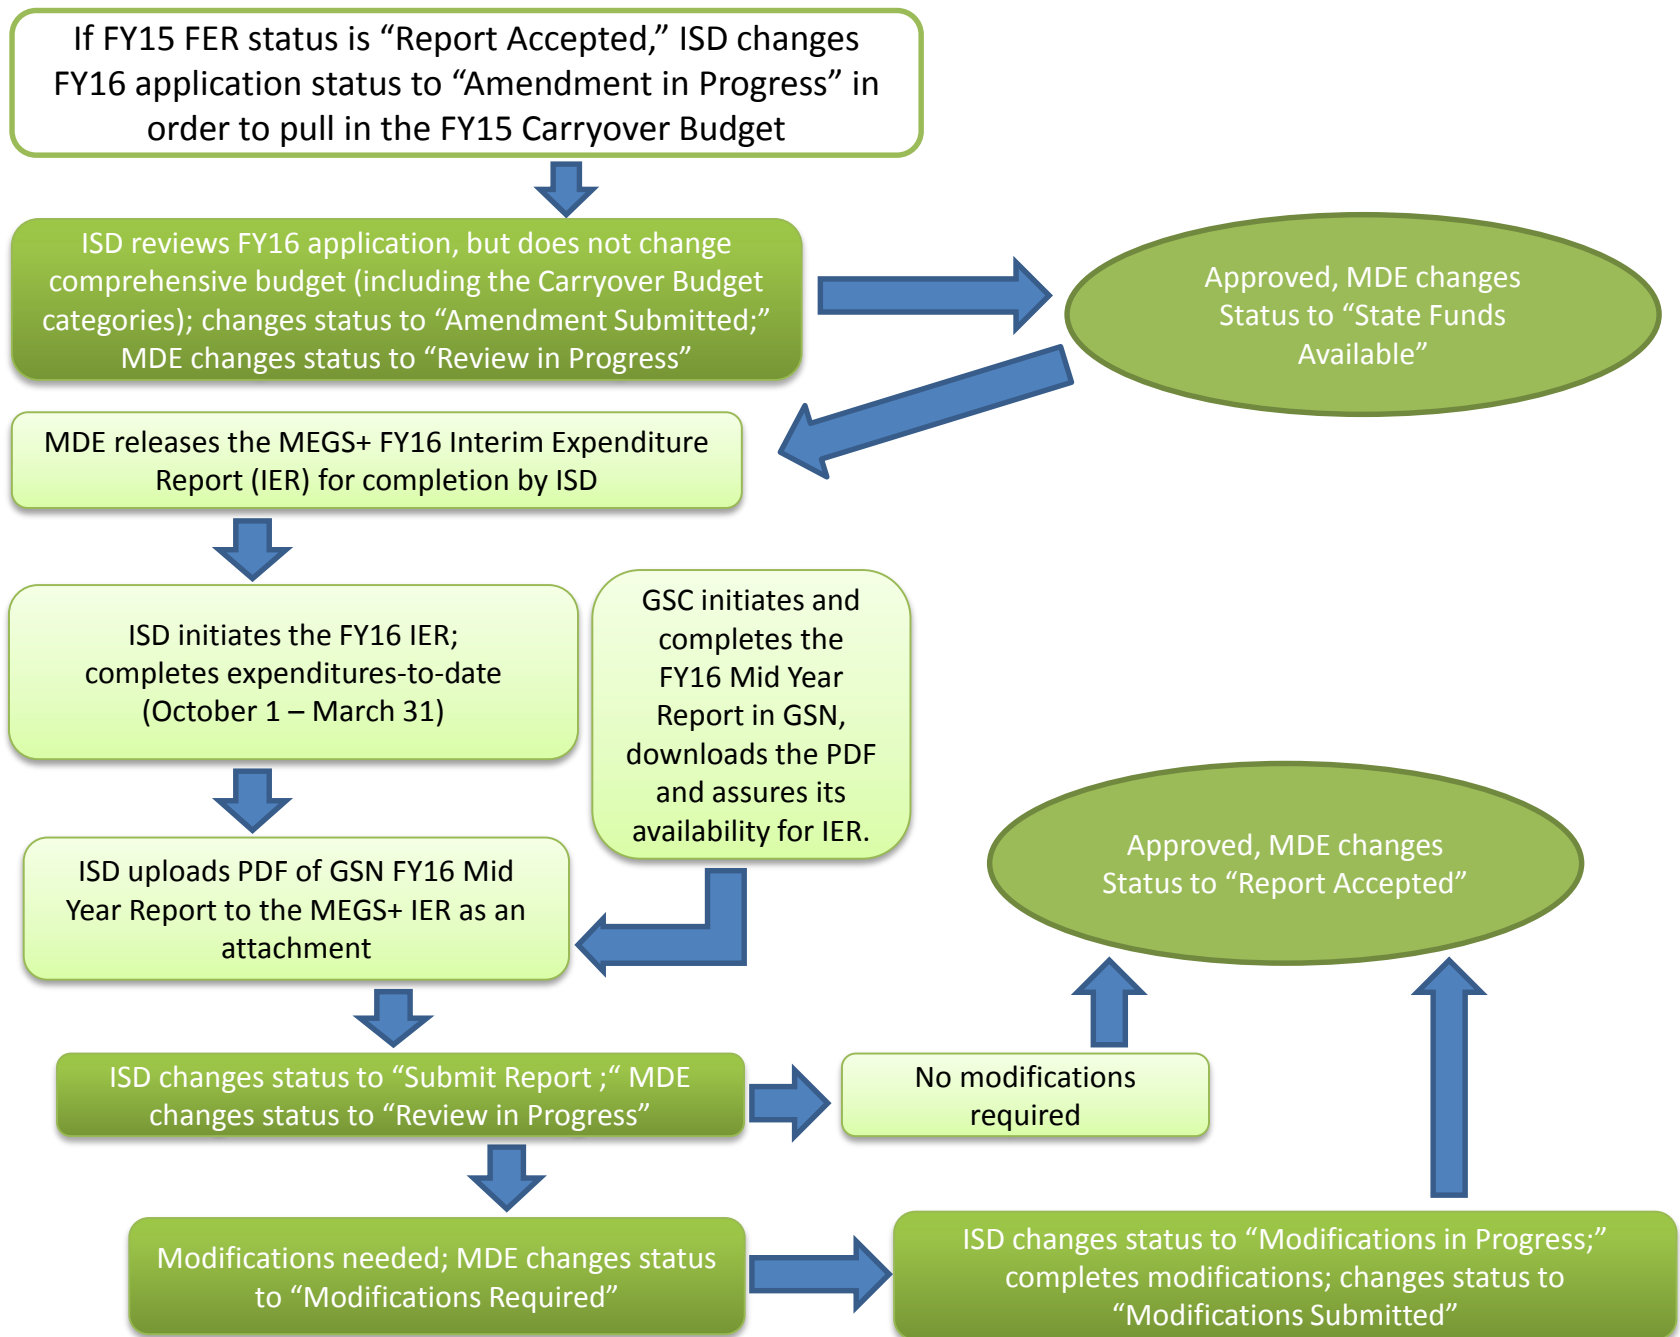 If FY15 FER status is “Report Accepted,” ISD changes
FY16 application status to “Amendment in Progress” in
order to pull in the FY15 Carryover Budget
ISD reviews FY16 application, but does not change
comprehensive budget (including the Carryover Budget
categories); changes status to “Amendment Submitted;”
MDE changes status to “Review in Progress”
Approved, MDE changes
Status to “State Funds
Available”
MDE releases the MEGS+ FY16 Interim Expenditure
Report (IER) for completion by ISD
ISD initiates the FY16 IER;
completes expenditures-to-date
(October 1 – March 31)
GSC initiates and
completes the
FY16 Mid Year
Report in GSN,
downloads the PDF
and assures its
availability for IER.
ISD uploads PDF of GSN FY16 Mid
Year Report to the MEGS+ IER as an
attachment
Approved, MDE changes
Status to “Report Accepted”
ISD changes status to “Submit Report ;“ MDE
changes status to “Review in Progress”
No modifications
required
Modifications needed; MDE changes status
to “Modifications Required”
ISD changes status to “Modifications in Progress;”
completes modifications; changes status to
“Modifications Submitted”